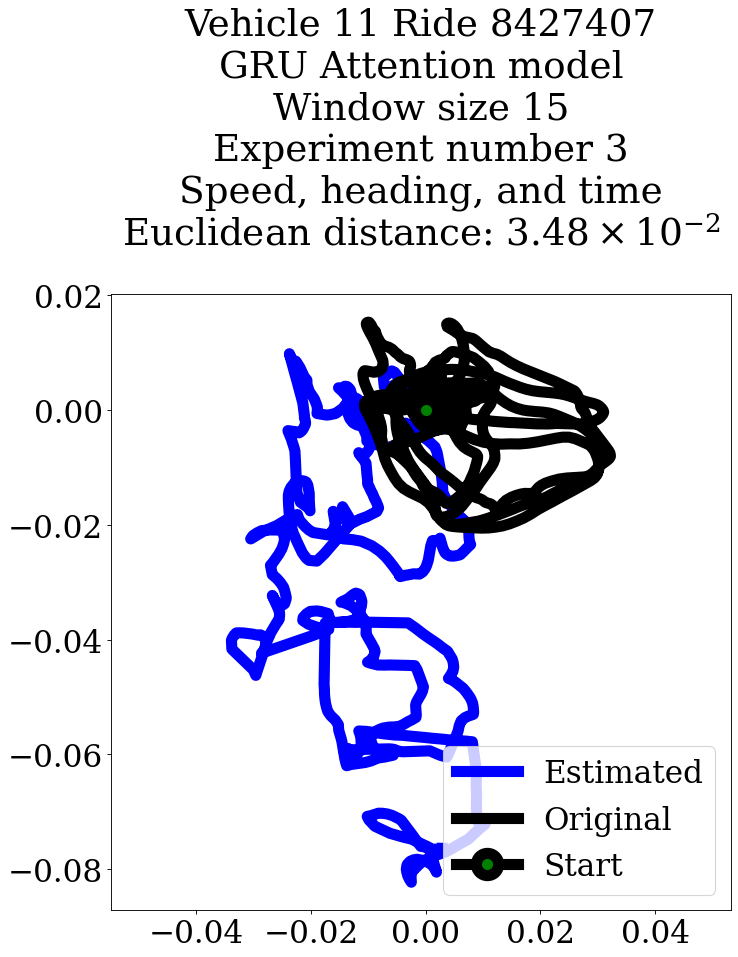 Vehicle 11 Ride 8427407
GRU Attention model
Window size 15
Experiment number 3
Speed, heading, and time
Euclidean distance: 3.48 × 10⁻²
0.02
0.00
−0.02
−0.04
−0.06
−0.08
Estimated
Original
Start
−0.04 −0.02 0.00 0.02 0.04